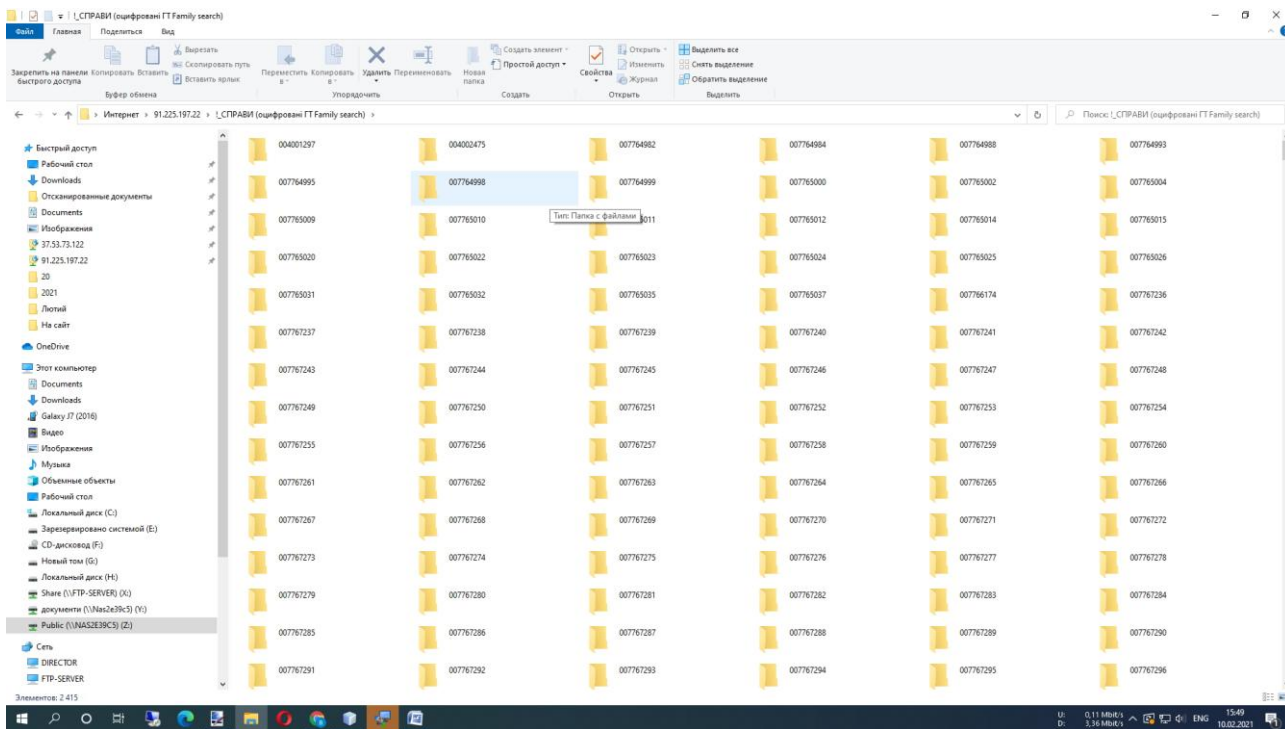 !_СПРАВИ (оцифровані ГТ Family search)
Файл Главная Поделиться Вид
Закрепить на панели быстрого доступа
Копировать
Вставить
Вырезать
Скопировать путь
Вставить ярлык
Буфер обмена
Переместить в
Копировать в
Удалить
Переименовать
Упорядочить
Новая папка
Создать элемент
Простой доступ
Создать
Свойства
Открыть
Изменить
Журнал
Открыть
Выделить все
Снять выделение
Обратить выделение
Выделить
Интернет > 91.225.197.22 > !_СПРАВИ (оцифровані ГТ Family search) >
Поиск: !_СПРАВИ (оцифровані ГТ Family search)
Быстрый доступ
Рабочий стол
Downloads
Отсканированные документы
Documents
Изображения
37.53.73.122
91.225.197.22
20
2021
Лютий
На сайт
OneDrive
Этот компьютер
Documents
Downloads
Galaxy J7 (2016)
Видео
Изображения
Музыка
Объемные объекты
Рабочий стол
Локальный диск (C:)
Зарезервировано системой (E:)
CD-дисковод (F:)
Новый том (G:)
Локальный диск (H:)
Share (\\FTP-SERVER) (X:)
документи (\\Nas2e39c5) (Y:)
Public (\\NAS2E39C5) (Z:)
Сеть
DIRECTOR
FTP-SERVER
004001297 004002475 007764982 007764984 007764988 007764993
007764995 007764998 007764999 007765000 007765002 007765004
Тип: Папка с файлами
007765009 007765010 5011 007765012 007765014 007765015
007765020 007765022 007765023 007765024 007765025 007765026
007765031 007765032 007765035 007765037 007766174 007767236
007767237 007767238 007767239 007767240 007767241 007767242
007767243 007767244 007767245 007767246 007767247 007767248
007767249 007767250 007767251 007767252 007767253 007767254
007767255 007767256 007767257 007767258 007767259 007767260
007767261 007767262 007767263 007767264 007767265 007767266
007767267 007767268 007767269 007767270 007767271 007767272
007767273 007767274 007767275 007767276 007767277 007767278
007767279 007767280 007767281 007767282 007767283 007767284
007767285 007767286 007767287 007767288 007767289 007767290
007767291 007767292 007767293 007767294 007767295 007767296
Элементов: 2 415
U: 0,11 Mbit/s
D: 3,36 Mbit/s
ENG
15:49
10.02.2021